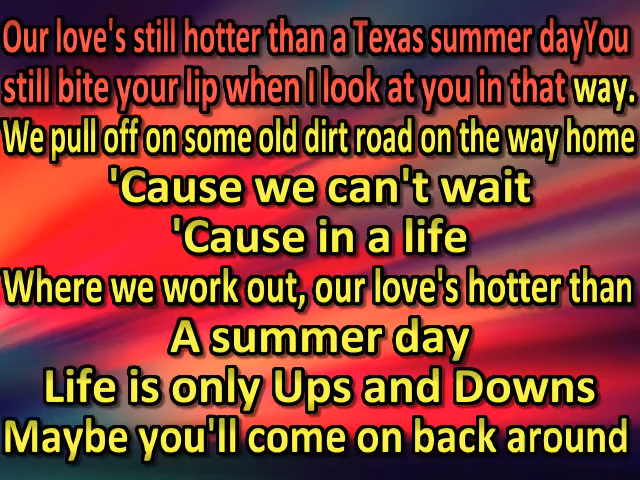 Our love's still hotter than a Texas summer dayYou
still bite your lip when I look at you in that way.
We pull off on some old dirt road on the way home
'Cause we can't wait
'Cause in a life
Where we work out, our love's hotter than
A summer day
Life is only Ups and Downs
Maybe you'll come on back around